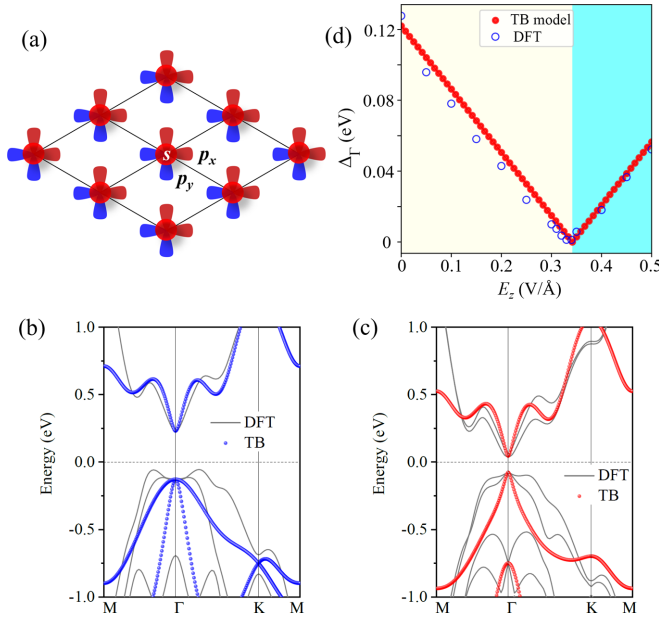 (a)
s
pₓ
p_y
(d)
TB model
DFT
0.12
0.08
0.04
0
Δ_Γ (eV)
0 0.1 0.2 0.3 0.4 0.5
E_z (V/Å)
(b)
1.0
0.5
0.0
-0.5
-1.0
Energy (eV)
DFT
TB
M Γ K M
(c)
1.0
0.5
0.0
-0.5
-1.0
Energy (eV)
DFT
TB
M Γ K M